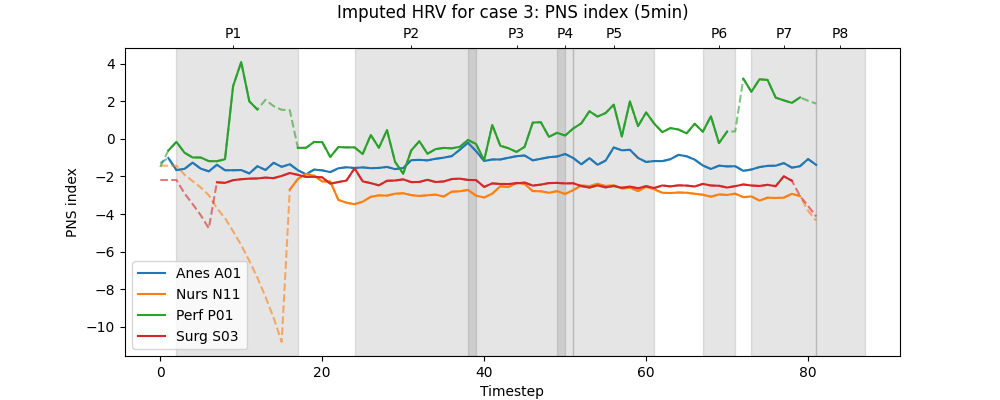 Imputed HRV for case 3: PNS index (5min)
P1 P2 P3 P4 P5 P6 P7 P8
4
2
0
−2
−4
−6
−8
−10
PNS index
Anes A01
Nurs N11
Perf P01
Surg S03
0 20 40 60 80
Timestep